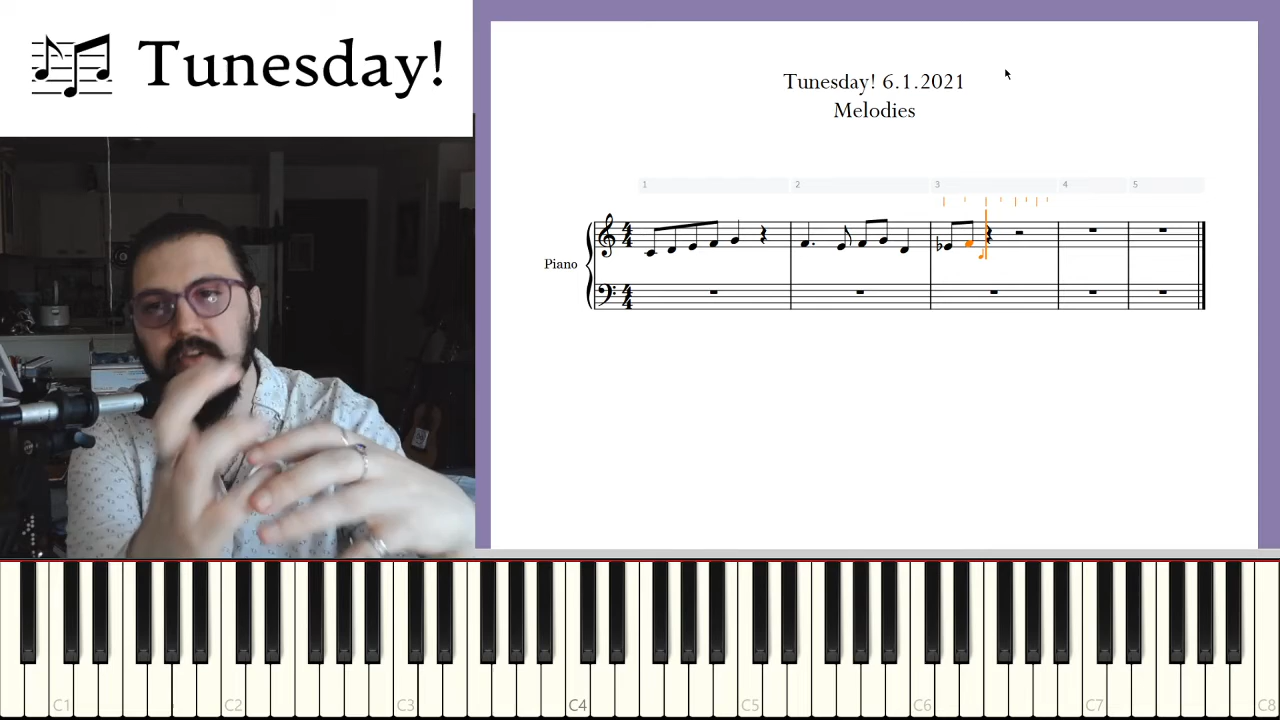 Tunesday!
Tunesday! 6.1.2021
Melodies
1 2 3 4 5
Piano
C1 C2 C3 C4 C5 C6 C7 C8